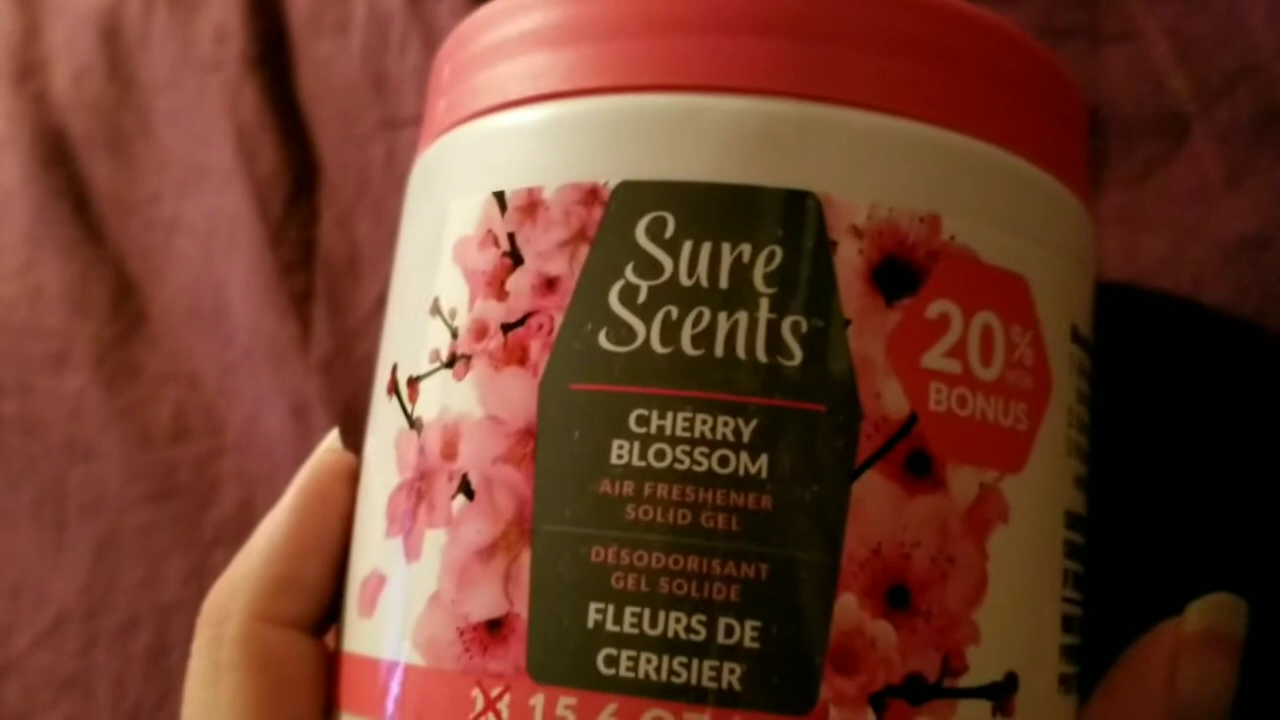 Sure
Scents
20%
BONUS
CHERRY
BLOSSOM
AIR FRESHENER
SOLID GEL
DÉSODORISANT
GEL SOLIDE
FLEURS DE
CERISIER
15.6 OZ